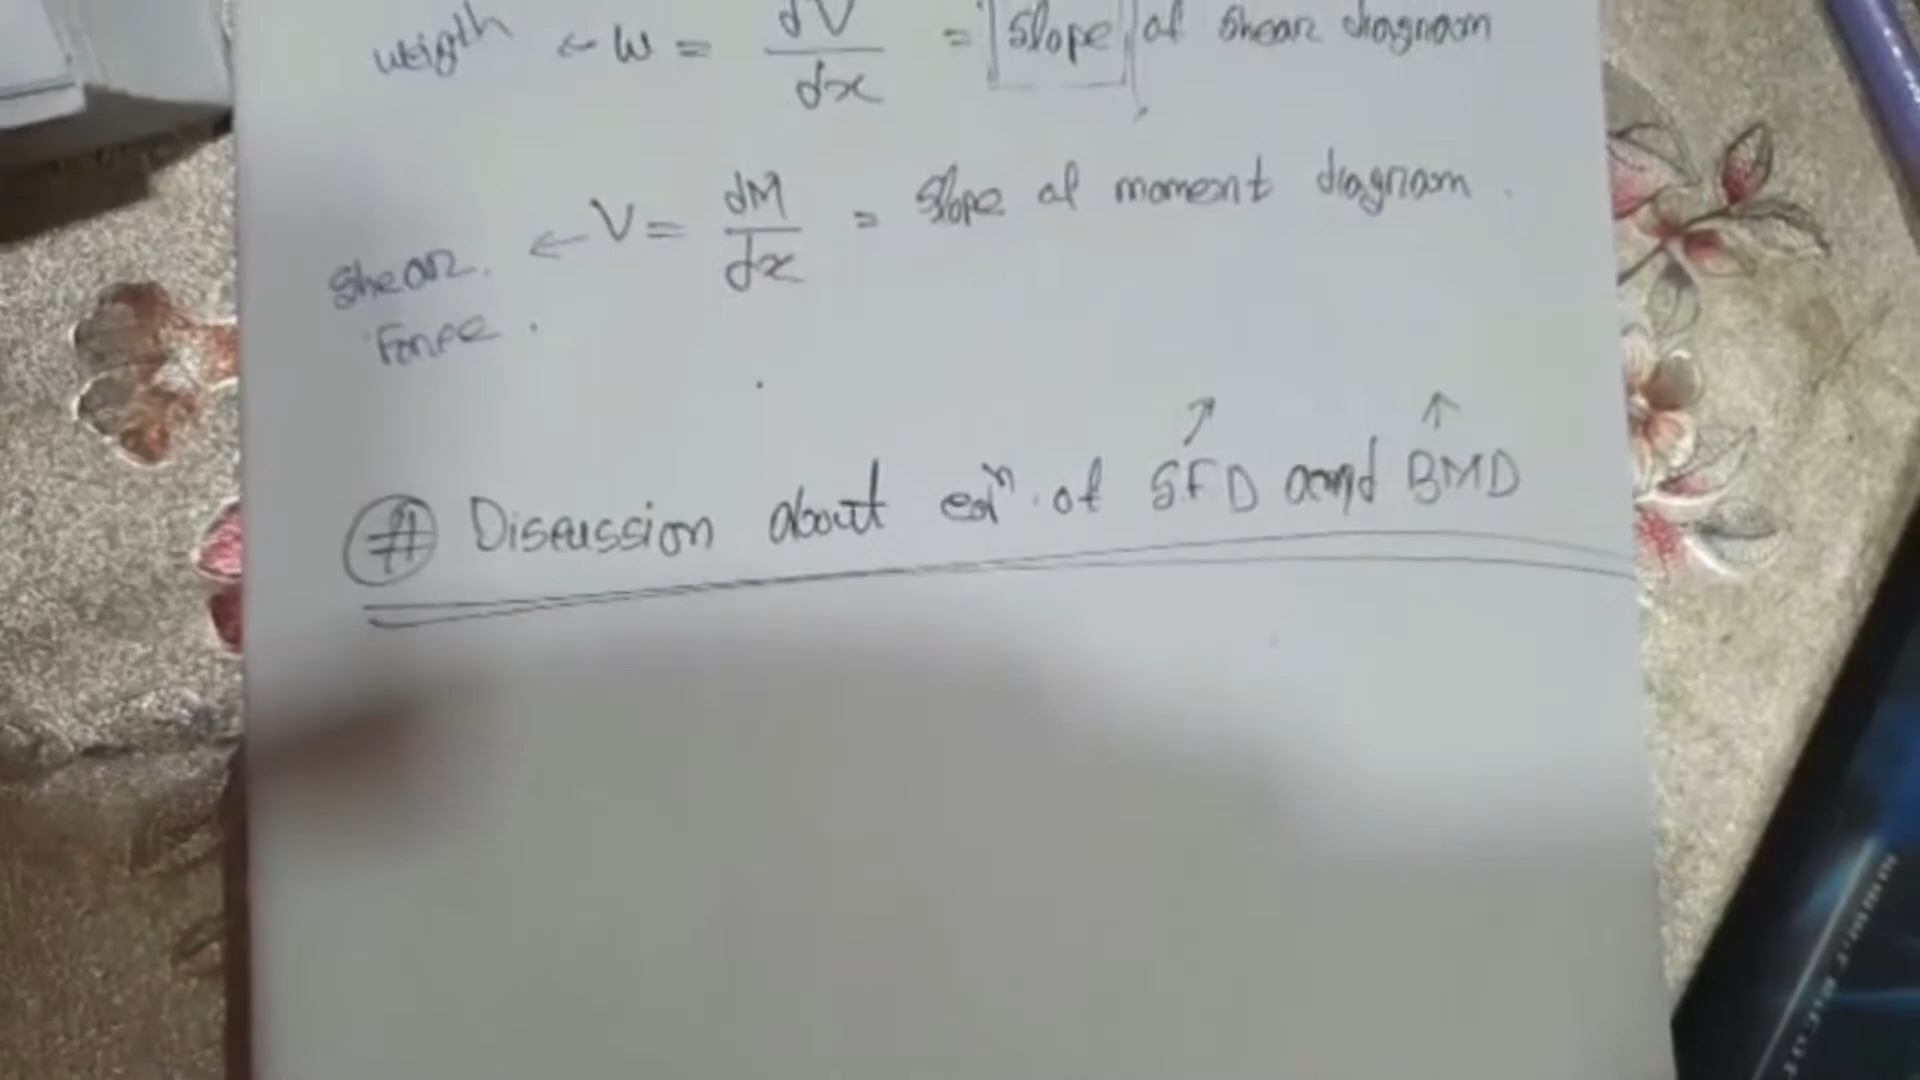 weigth ← w = dV/dx = slope of shear diagram
shear ← V = dM/dx = slope of moment diagram.
Force.
# Discussion about eqⁿ. of SFD and BMD